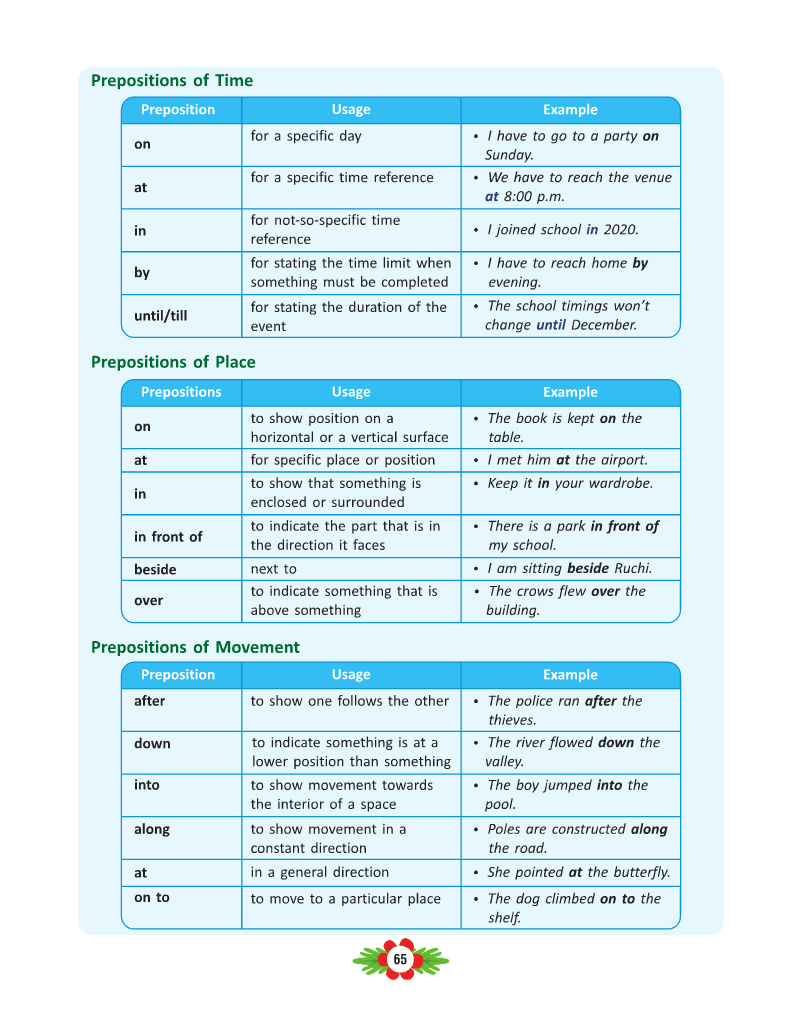 Prepositions of Time
Preposition Usage Example
on for a specific day • I have to go to a party on
Sunday.
at for a specific time reference • We have to reach the venue
at 8:00 p.m.
in for not-so-specific time
reference • I joined school in 2020.
by for stating the time limit when
something must be completed • I have to reach home by
evening.
until/till for stating the duration of the
event • The school timings won't
change until December.
Prepositions of Place
Prepositions Usage Example
on to show position on a
horizontal or a vertical surface • The book is kept on the
table.
at for specific place or position • I met him at the airport.
in to show that something is
enclosed or surrounded • Keep it in your wardrobe.
in front of to indicate the part that is in
the direction it faces • There is a park in front of
my school.
beside next to • I am sitting beside Ruchi.
over to indicate something that is
above something • The crows flew over the
building.
Prepositions of Movement
Preposition Usage Example
after to show one follows the other • The police ran after the
thieves.
down to indicate something is at a
lower position than something • The river flowed down the
valley.
into to show movement towards
the interior of a space • The boy jumped into the
pool.
along to show movement in a
constant direction • Poles are constructed along
the road.
at in a general direction • She pointed at the butterfly.
on to to move to a particular place • The dog climbed on to the
shelf.
65